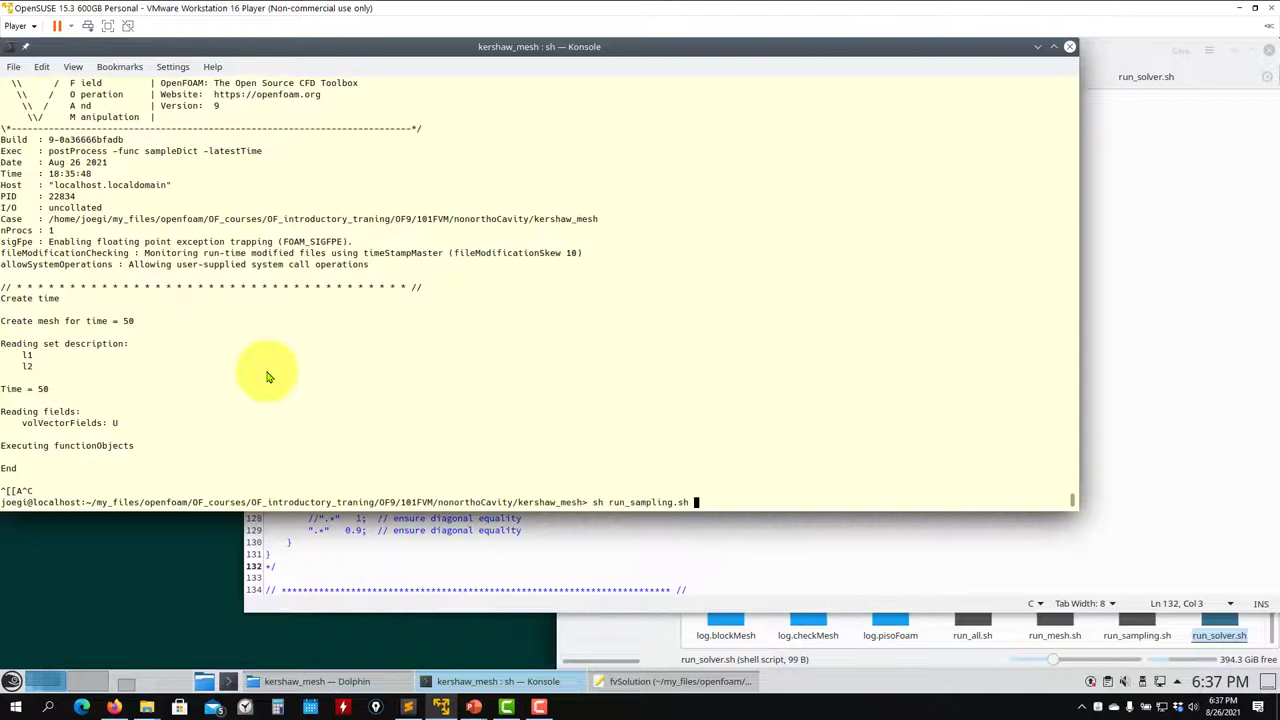 OpenSUSE 15.3 600GB Personal - VMware Workstation 16 Player (Non-commercial use only)
Player
kershaw_mesh : sh — Konsole
File Edit View Bookmarks Settings Help
Save
run_solver.sh
\\ / F ield | OpenFOAM: The Open Source CFD Toolbox
\\ / O peration | Website: https://openfoam.org
\\ / A nd | Version: 9
\\/ M anipulation |
\*---------------------------------------------------------------------------*/
Build : 9-0a36666bfadb
Exec : postProcess -func sampleDict -latestTime
Date : Aug 26 2021
Time : 18:35:48
Host : "localhost.localdomain"
PID : 22834
I/O : uncollated
Case : /home/joegi/my_files/openfoam/OF_courses/OF_introductory_traning/OF9/101FVM/nonorthoCavity/kershaw_mesh
nProcs : 1
sigFpe : Enabling floating point exception trapping (FOAM_SIGFPE).
fileModificationChecking : Monitoring run-time modified files using timeStampMaster (fileModificationSkew 10)
allowSystemOperations : Allowing user-supplied system call operations
// * * * * * * * * * * * * * * * * * * * * * * * * * * * * * * * * * * * * * //
Create time
Create mesh for time = 50
Reading set description:
l1
l2
Time = 50
Reading fields:
volVectorFields: U
Executing functionObjects
End
^[[A^C
joegi@localhost:~/my_files/openfoam/OF_courses/OF_introductory_traning/OF9/101FVM/nonorthoCavity/kershaw_mesh> sh run_sampling.sh
128 //".*" 1; // ensure diagonal equality
129 ".*" 0.9; // ensure diagonal equality
130 }
131 }
132 */
133
134 // ************************************************************************* //
C Tab Width: 8 Ln 132, Col 3 INS
log.blockMesh log.checkMesh log.pisoFoam run_all.sh run_mesh.sh run_sampling.sh run_solver.sh
run_solver.sh (shell script, 99 B) 394.3 GiB free
kershaw_mesh — Dolphin kershaw_mesh : sh — Konsole fvSolution (~/my_files/openfoam/... 6:37 PM
6:37 PM
8/26/2021